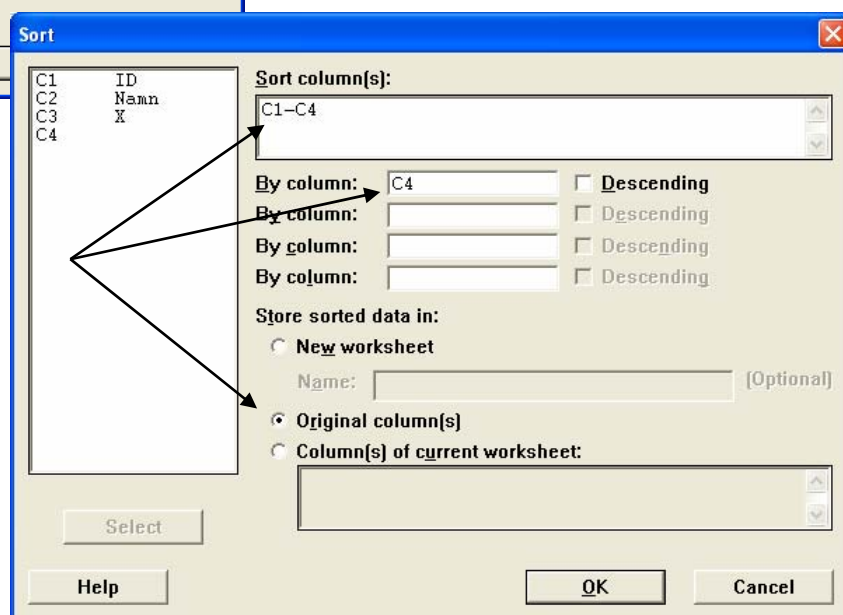 Sort
C1 ID
C2 Namn
C3 X
C4
Sort column(s):
C1-C4
By column: C4 Descending
By column: Descending
By column: Descending
By column: Descending
Store sorted data in:
New worksheet
Name: (Optional)
Original column(s)
Column(s) of current worksheet:
Select
Help OK Cancel